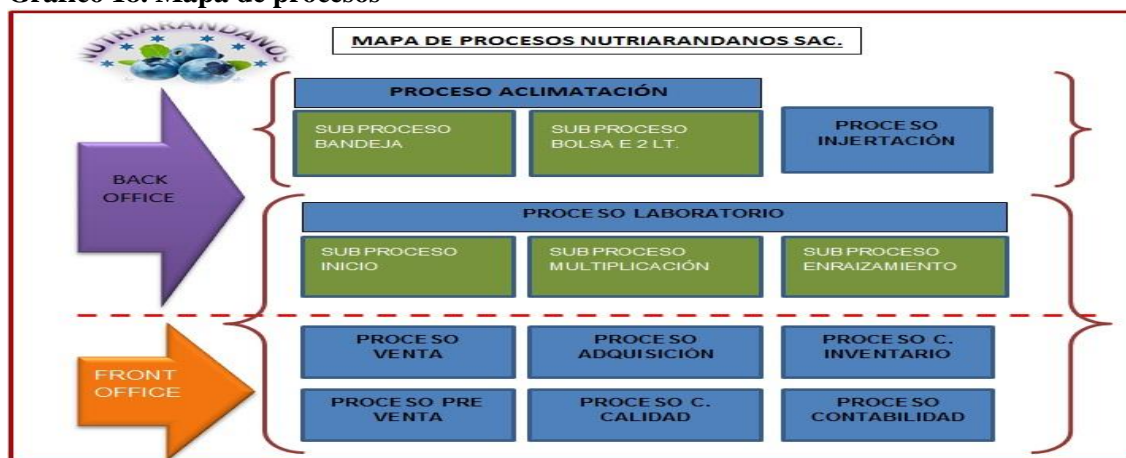 Gráfico 18. Mapa de procesos
NUTRIARANDANOS
MAPA DE PROCESOS NUTRIARANDANOS SAC.
PROCESO ACLIMATACIÓN
SUB PROCESO
BANDEJA
SUB PROCESO
BOLSA E 2 LT.
PROCESO
INJERTACIÓN
BACK
OFFICE
PROCESO LABORATORIO
SUB PROCESO
INICIO
SUB PROCESO
MULTIPLICACIÓN
SUB PROCESO
ENRAIZAMIENTO
FRONT
OFFICE
PROCESO
VENTA
PROCESO
ADQUISICIÓN
PROCESO C.
INVENTARIO
PROCESO PRE
VENTA
PROCESO C.
CALIDAD
PROCESO
CONTABILIDAD